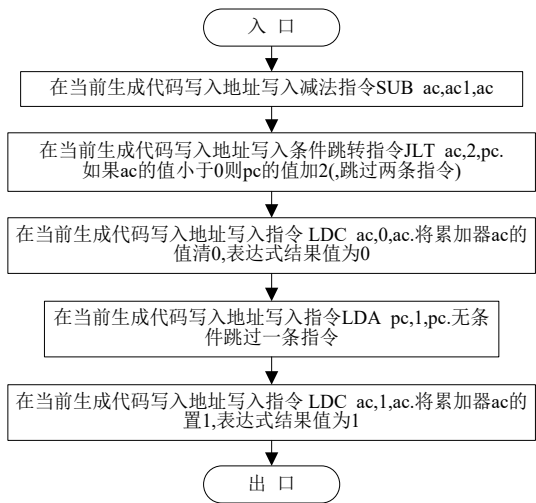 入 口
在当前生成代码写入地址写入减法指令SUB ac,ac1,ac
在当前生成代码写入地址写入条件跳转指令JLT ac,2,pc.
如果ac的值小于0则pc的值加2(,跳过两条指令)
在当前生成代码写入地址写入指令 LDC ac,0,ac.将累加器ac的
值清0,表达式结果值为0
在当前生成代码写入地址写入指令LDA pc,1,pc.无条
件跳过一条指令
在当前生成代码写入地址写入指令 LDC ac,1,ac.将累加器ac的
置1,表达式结果值为1
出 口